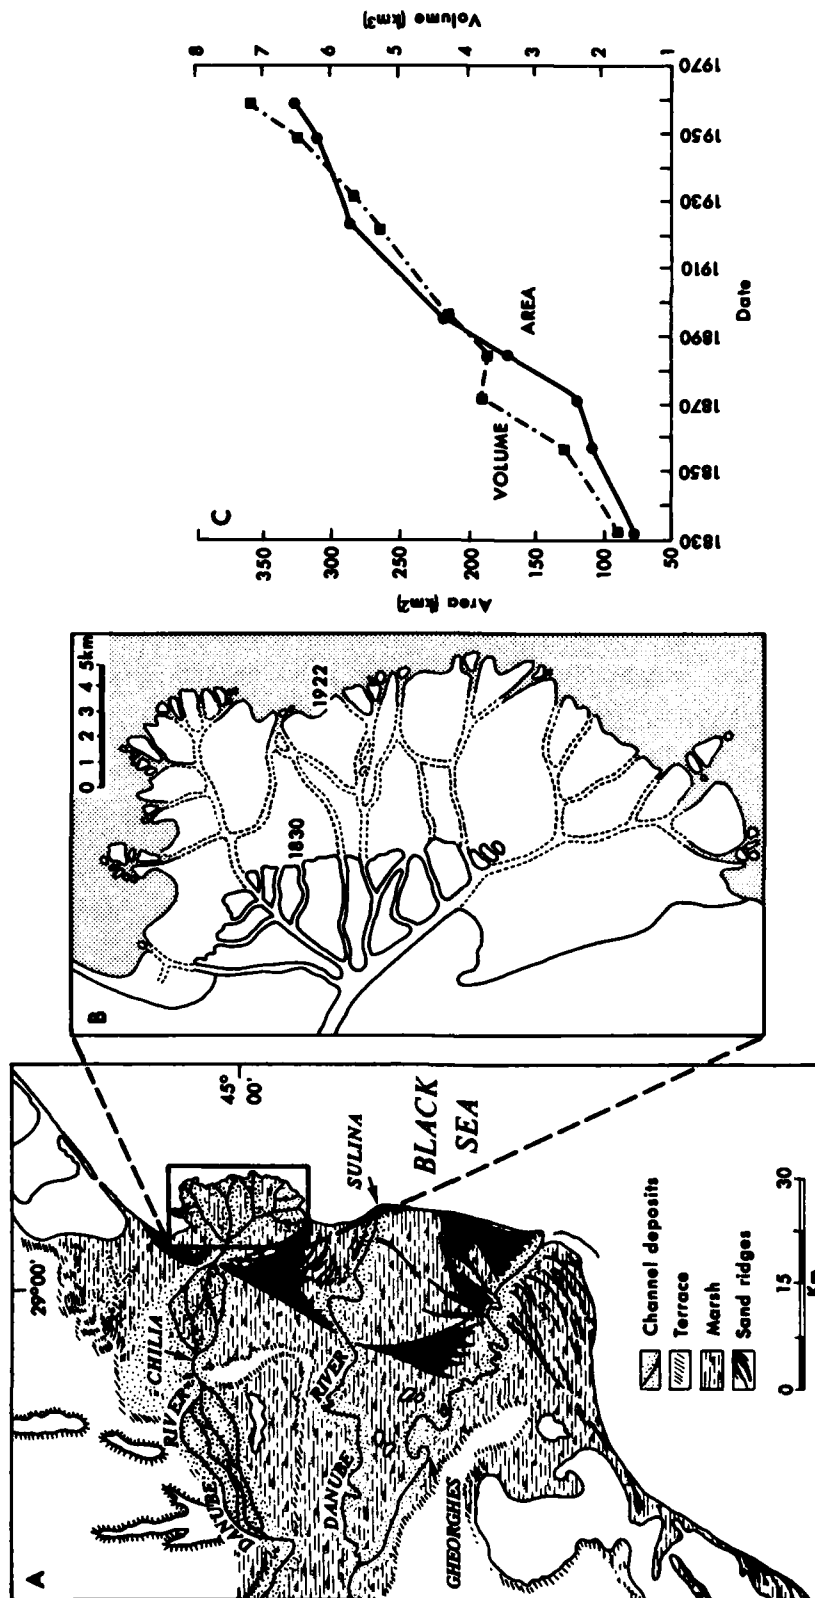 A
29°00'
45°
00'
RIVER
CHILIA
DANUBE
DANUBE
RIVER
SULINA
BLACK
SEA
GHEORGHES
Channel deposits
Terrace
Marsh
Sand ridges
0 15 30
Km
B
0 1 2 3 4 5km
1830
1922
C
Area (km²)
350
300
250
200
150
100
50
VOLUME
AREA
1830
1850
1870
1890
1910
1930
1950
1970
Date
8
7
6
5
4
3
2
1
Volume (km3)